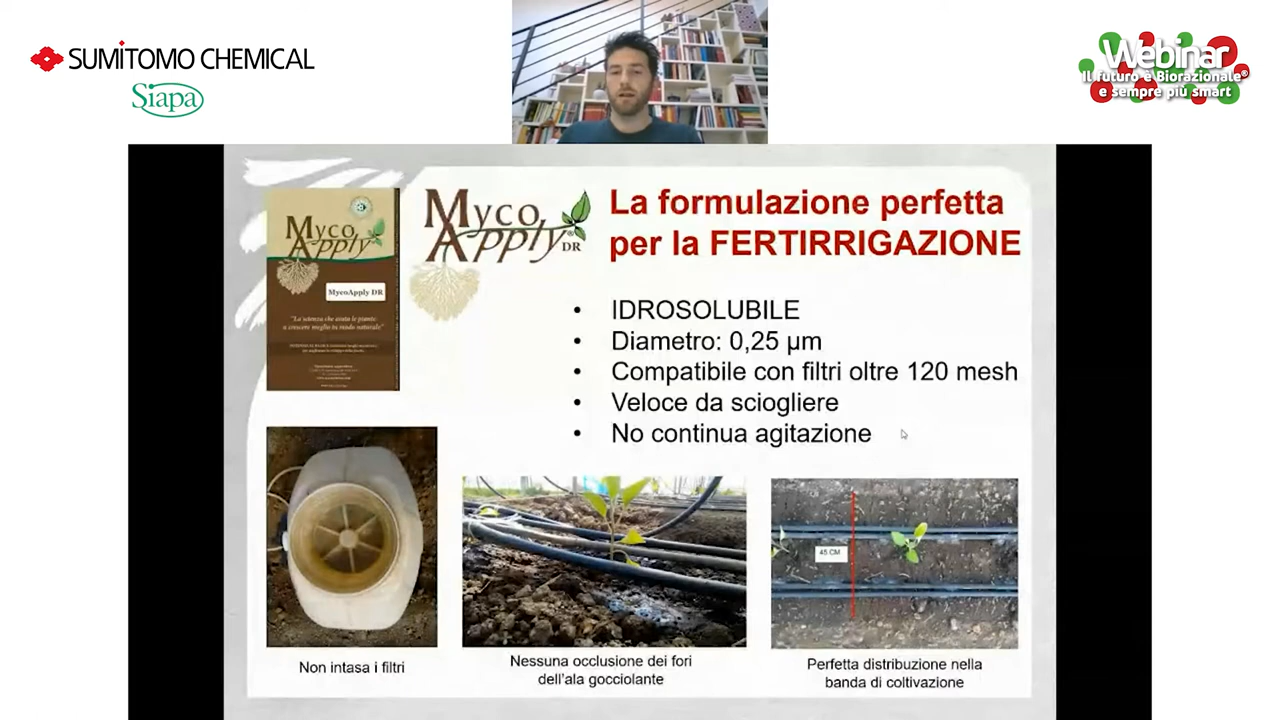 SUMITOMO CHEMICAL
Siapa
Webinar
Il futuro è Biorazionale®
e sempre più smart
Myco
Apply
MycoApply DR
"La scienza che aiuta le piante
a crescere meglio in modo naturale"
Myco
Apply® DR
La formulazione perfetta
per la FERTIRRIGAZIONE
• IDROSOLUBILE
• Diametro: 0,25 µm
• Compatibile con filtri oltre 120 mesh
• Veloce da sciogliere
• No continua agitazione
45 CM
Non intasa i filtri
Nessuna occlusione dei fori
dell'ala gocciolante
Perfetta distribuzione nella
banda di coltivazione